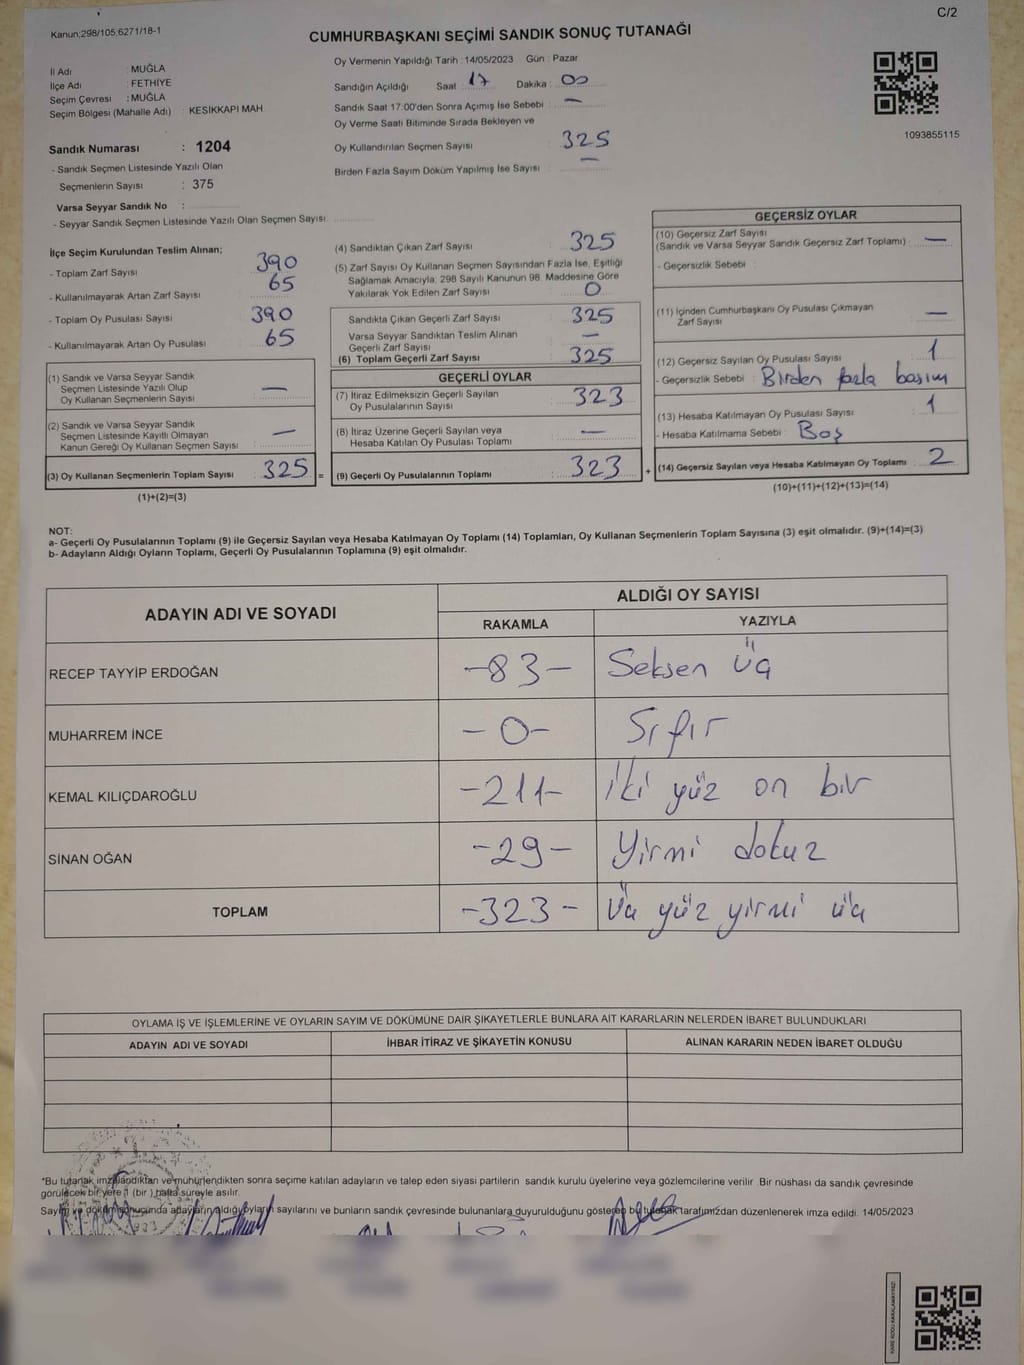 C/2
Kanun;298/105,6271/18-1
CUMHURBAŞKANI SEÇİMİ SANDIK SONUÇ TUTANAĞI
İl Adı : MUĞLA
İlçe Adı : FETHİYE
Seçim Çevresi : MUĞLA
Seçim Bölgesi (Mahalle Adı) : KESIKKAPI MAH
Sandık Numarası : 1204
- Sandık Seçmen Listesinde Yazılı Olan
Seçmenlerin Sayısı : 375
Varsa Seyyar Sandık No :
- Seyyar Sandık Seçmen Listesinde Yazılı Olan Seçmen Sayısı
Oy Vermenin Yapıldığı Tarih : 14/05/2023 Gün : Pazar
Sandığın Açıldığı Saat 17 Dakika : 00
Sandık Saat 17:00'den Sonra Açımış İse Sebebi : —
Oy Verme Saati Bitiminde Sırada Bekleyen ve
Oy Kullandırılan Seçmen Sayısı : 325
Birden Fazla Sayım Döküm Yapılmış İse Sayısı : —
1093855115
İlçe Seçim Kurulundan Teslim Alınan;
- Toplam Zarf Sayısı : 390
- Kullanılmayarak Artan Zarf Sayısı : 65
- Toplam Oy Pusulası Sayısı : 390
- Kullanılmayarak Artan Oy Pusulası : 65
(1) Sandık ve Varsa Seyyar Sandık
Seçmen Listesinde Yazılı Olup
Oy Kullanan Seçmenlerin Sayısı : —
(2) Sandık ve Varsa Seyyar Sandık
Seçmen Listesinde Kayıtlı Olmayan
Kanun Gereği Oy Kullanan Seçmen Sayısı : —
(3) Oy Kullanan Seçmenlerin Toplam Sayısı : 325 =
(1)+(2)=(3)
(4) Sandıktan Çıkan Zarf Sayısı : 325
(5) Zarf Sayısı Oy Kullanan Seçmen Sayısından Fazla İse, Eşitliği
Sağlamak Amacıyla; 298 Sayılı Kanunun 98. Maddesine Göre
Yakılarak Yok Edilen Zarf Sayısı : 0
Sandıkta Çıkan Geçerli Zarf Sayısı : 325
Varsa Seyyar Sandıktan Teslim Alınan
Geçerli Zarf Sayısı : —
(6) Toplam Geçerli Zarf Sayısı : 325
GEÇERLİ OYLAR
(7) İtiraz Edilmeksizin Geçerli Sayılan
Oy Pusulalarının Sayısı : 323
(8) İtiraz Üzerine Geçerli Sayılan veya
Hesaba Katılan Oy Pusulası Toplamı : —
(9) Geçerli Oy Pusulalarının Toplamı : 323 +
GEÇERSİZ OYLAR
(10) Geçersiz Zarf Sayısı
(Sandık ve Varsa Seyyar Sandık Geçersiz Zarf Toplamı) : —
- Geçersizlik Sebebi :
(11) İçinden Cumhurbaşkanı Oy Pusulası Çıkmayan
Zarf Sayısı : —
(12) Geçersiz Sayılan Oy Pusulası Sayısı : 1
- Geçersizlik Sebebi : Birden fazla basım
(13) Hesaba Katılmayan Oy Pusulası Sayısı : 1
- Hesaba Katılmama Sebebi : Boş
(14) Geçersiz Sayılan veya Hesaba Katılmayan Oy Toplamı : 2
(10)+(11)+(12)+(13)=(14)
NOT:
a- Geçerli Oy Pusulalarının Toplamı (9) ile Geçersiz Sayılan veya Hesaba Katılmayan Oy Toplamı (14) Toplamları, Oy Kullanan Seçmenlerin Toplam Sayısına (3) eşit olmalıdır. (9)+(14)=(3)
b- Adayların Aldığı Oyların Toplamı, Geçerli Oy Pusulalarının Toplamına (9) eşit olmalıdır.
ADAYIN ADI VE SOYADI ALDIĞI OY SAYISI
RAKAMLA YAZIYLA
RECEP TAYYİP ERDOĞAN -83- Seksen üç
MUHARREM İNCE -0- Sıfır
KEMAL KILIÇDAROĞLU -211- İki yüz on bir
SİNAN OĞAN -29- Yirmi dokuz
TOPLAM -323- Üç yüz yirmi üç
OYLAMA İŞ VE İŞLEMLERİNE VE OYLARIN SAYIM VE DÖKÜMÜNE DAİR ŞİKAYETLERLE BUNLARA AİT KARARLARIN NELERDEN İBARET BULUNDUKLARI
ADAYIN ADI VE SOYADI İHBAR İTİRAZ VE ŞİKAYETİN KONUSU ALINAN KARARIN NEDEN İBARET OLDUĞU
*Bu tutanak imzalandıktan ve mühürlendikten sonra seçime katılan adayların ve talep eden siyasi partilerin sandık kurulu üyelerine veya gözlemcilerine verilir. Bir nüshası da sandık çevresinde
görülecek bir yere 1 (bir) hafta süreyle asılır.
Sayım ve döküm sonucunda adayların aldığı oyların sayılarını ve bunların sandık çevresinde bulunanlara duyurulduğunu gösteren bu tutanak tarafımızdan düzenlenerek imza edildi. 14/05/2023